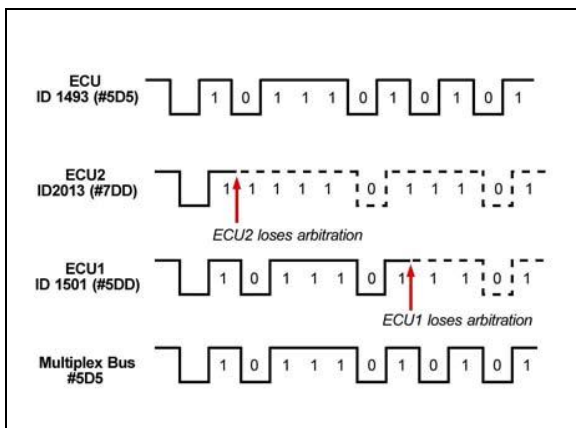 ECU
ID 1493 (#5D5)
1 0 1 1 1 0 1 0 1 0 1
ECU2
ID2013 (#7DD)
1 1 1 1 1 0 1 1 1 0 1
ECU2 loses arbitration
ECU1
ID 1501 (#5DD)
1 0 1 1 1 0 1 1 1 0 1
ECU1 loses arbitration
Multiplex Bus
#5D5
1 0 1 1 1 0 1 0 1 0 1